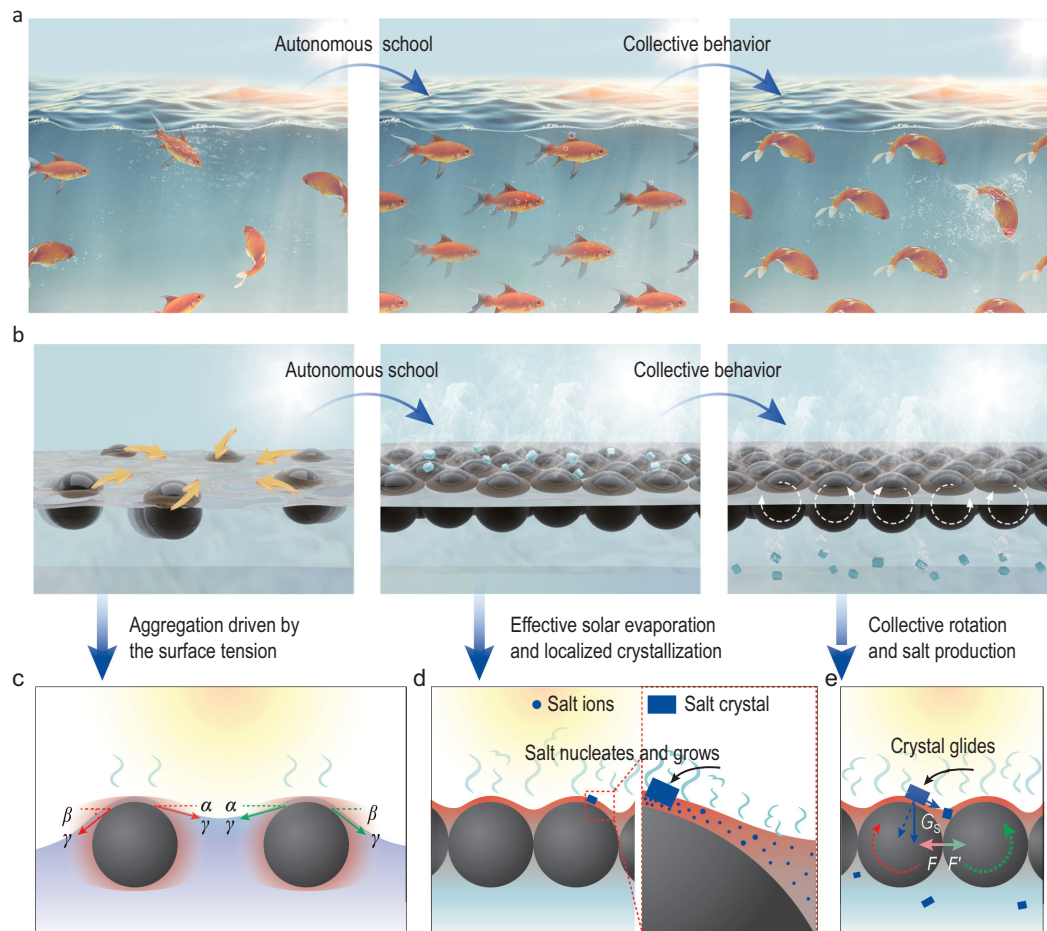 a
Autonomous school
Collective behavior
b
Autonomous school
Collective behavior
Aggregation driven by
the surface tension
Effective solar evaporation
and localized crystallization
Collective rotation
and salt production
c
β
γ
α
γ
α
γ
β
γ
d
Salt ions
Salt crystal
Salt nucleates and grows
e
Crystal glides
G_S
F
F′